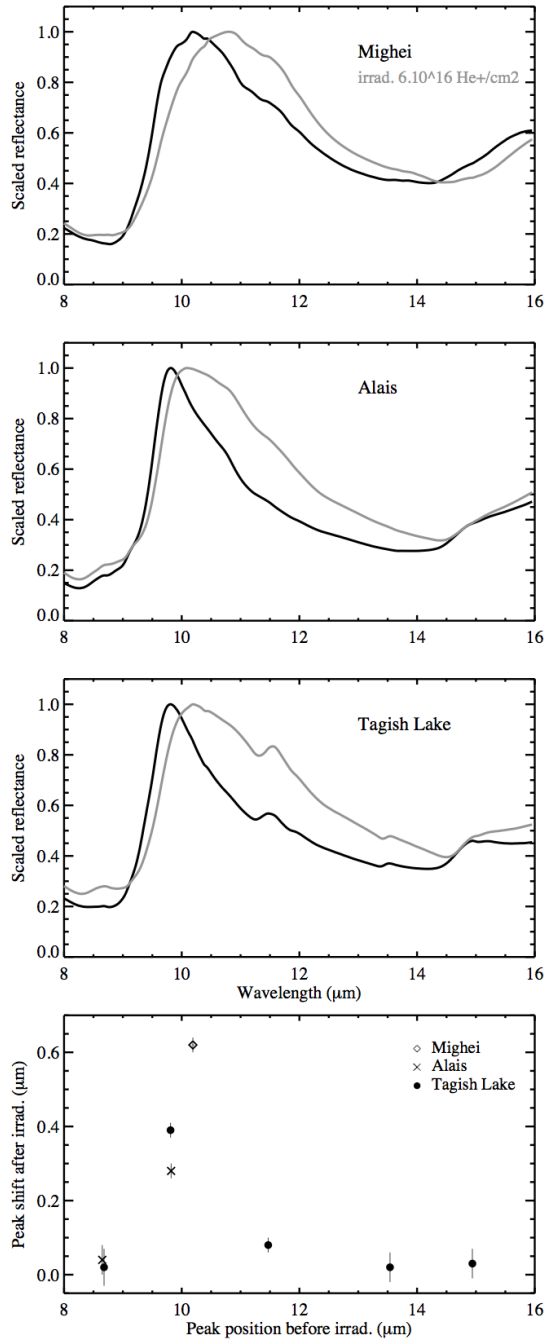 1.0
0.8
0.6
0.4
0.2
0.0
Scaled reflectance
Mighei
irrad. 6.10^16 He+/cm2
8 10 12 14 16
1.0
0.8
0.6
0.4
0.2
0.0
Scaled reflectance
Alais
8 10 12 14 16
1.0
0.8
0.6
0.4
0.2
0.0
Scaled reflectance
Tagish Lake
8 10 12 14 16
Wavelength (μm)
0.6
0.4
0.2
0.0
Peak shift after irrad. (μm)
Mighei
Alais
Tagish Lake
8 10 12 14 16
Peak position before irrad. (μm)